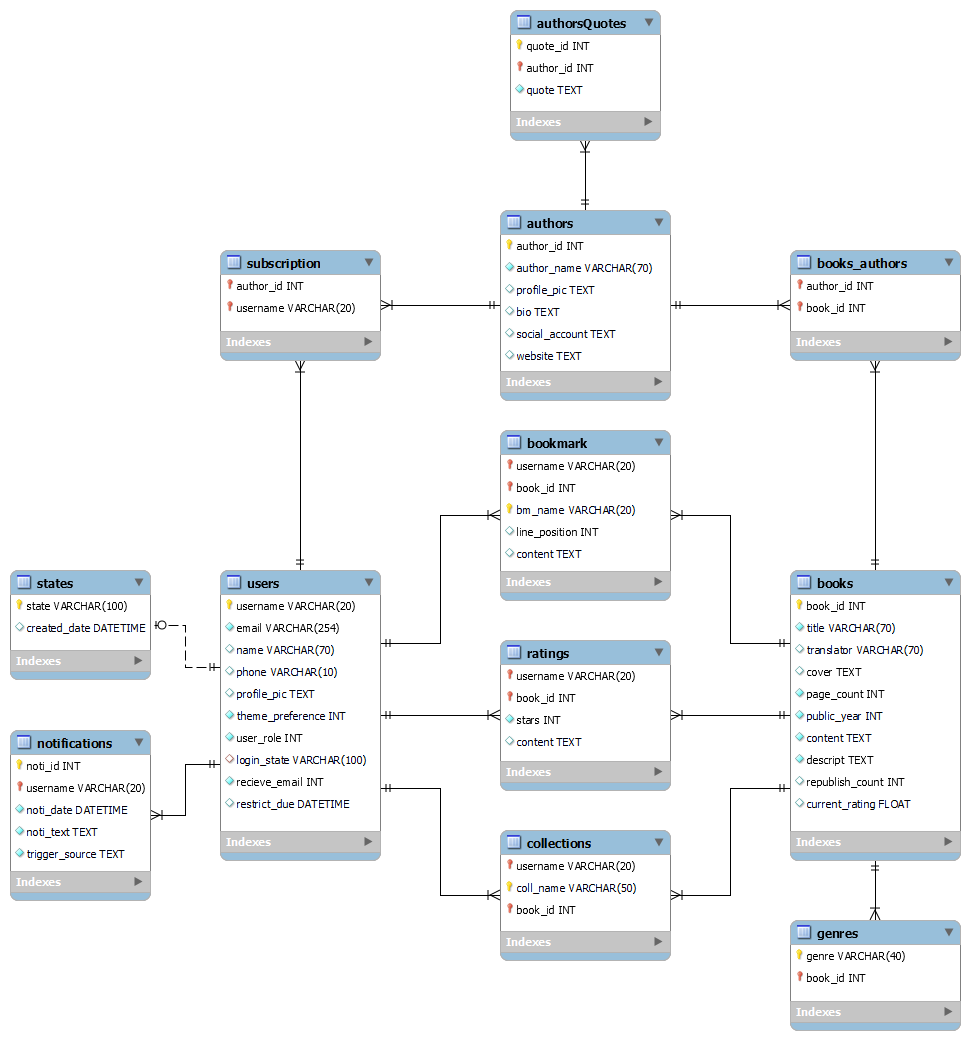 authorsQuotes
quote_id INT
author_id INT
quote TEXT
Indexes
authors
author_id INT
author_name VARCHAR(70)
profile_pic TEXT
bio TEXT
social_account TEXT
website TEXT
Indexes
subscription
author_id INT
username VARCHAR(20)
Indexes
books_authors
author_id INT
book_id INT
Indexes
bookmark
username VARCHAR(20)
book_id INT
bm_name VARCHAR(20)
line_position INT
content TEXT
Indexes
states
state VARCHAR(100)
created_date DATETIME
Indexes
users
username VARCHAR(20)
email VARCHAR(254)
name VARCHAR(70)
phone VARCHAR(10)
profile_pic TEXT
theme_preference INT
user_role INT
login_state VARCHAR(100)
recieve_email INT
restrict_due DATETIME
Indexes
books
book_id INT
title VARCHAR(70)
translator VARCHAR(70)
cover TEXT
page_count INT
public_year INT
content TEXT
descript TEXT
republish_count INT
current_rating FLOAT
Indexes
ratings
username VARCHAR(20)
book_id INT
stars INT
content TEXT
Indexes
notifications
noti_id INT
username VARCHAR(20)
noti_date DATETIME
noti_text TEXT
trigger_source TEXT
Indexes
collections
username VARCHAR(20)
coll_name VARCHAR(50)
book_id INT
Indexes
genres
genre VARCHAR(40)
book_id INT
Indexes